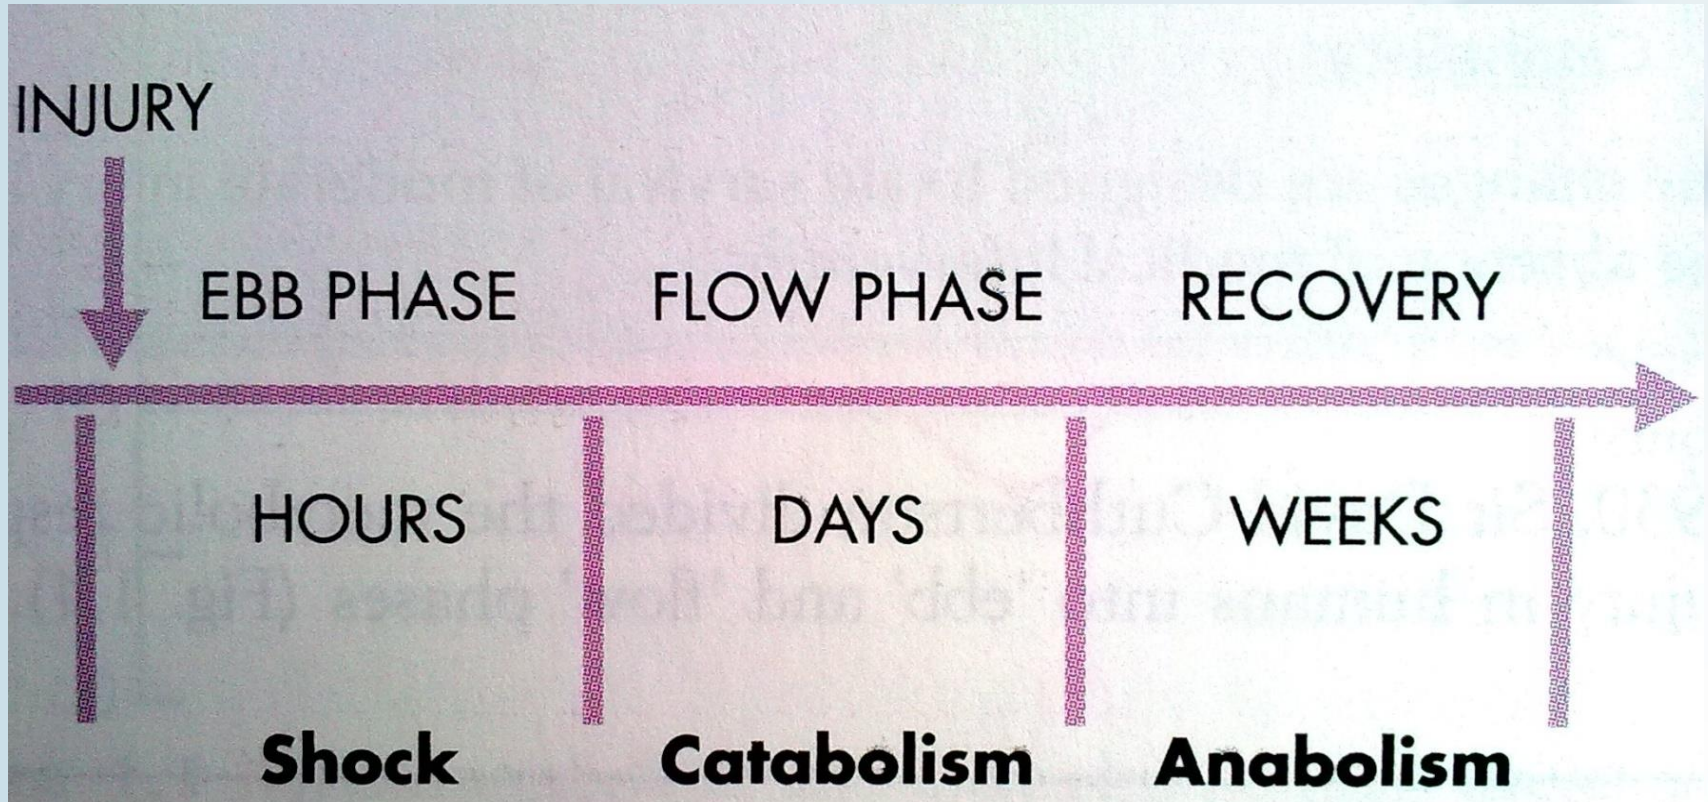 INJURY
EBB PHASE FLOW PHASE RECOVERY
HOURS DAYS WEEKS
Shock Catabolism Anabolism